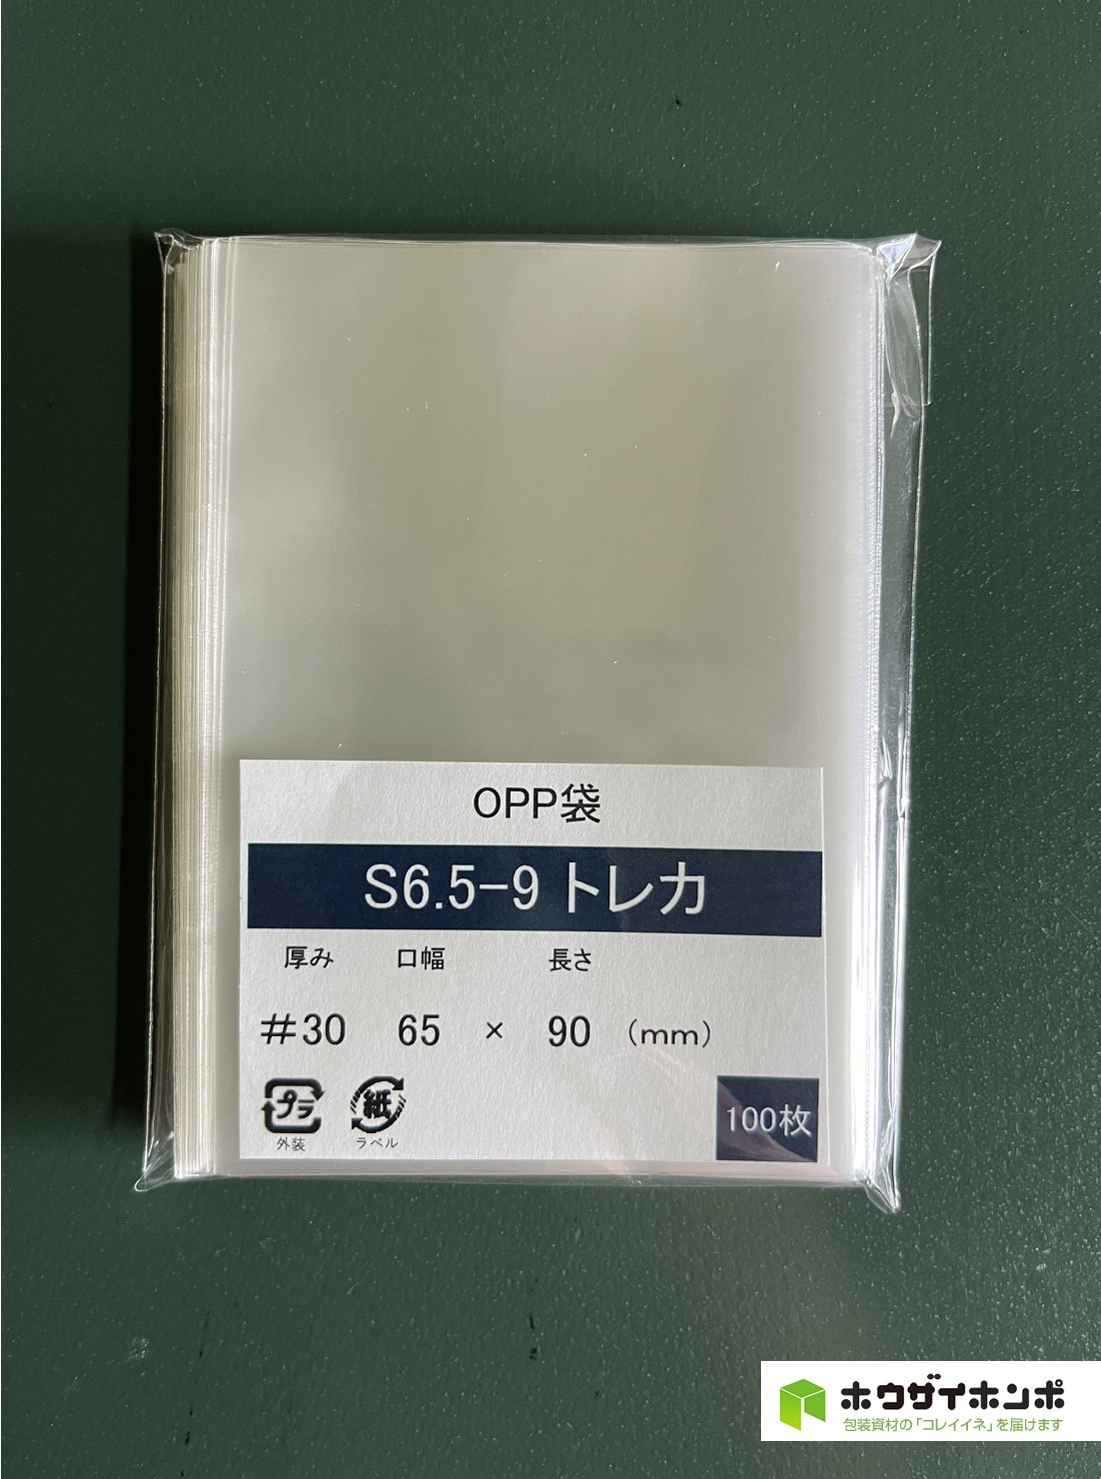 OPP袋
S6.5-9 トレカ
厚み 口幅 長さ
#30 65 × 90 (mm)
プラ 紙
外装 ラベル
100枚
ホウザイホンポ
包装資材の「コレイイネ」を届けます